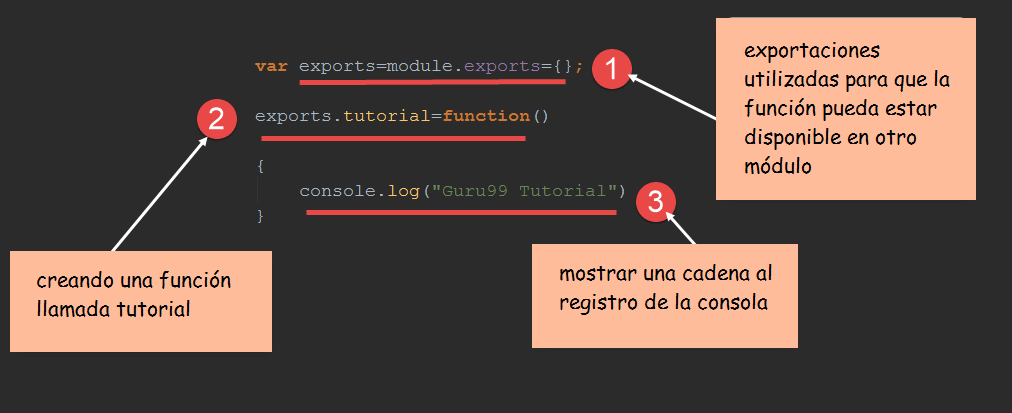 var exports=module.exports={};
1
exportaciones
utilizadas para que la
función pueda estar
disponible en otro
módulo
2
exports.tutorial=function()
{
console.log("Guru99 Tutorial")
3
}
creando una función
llamada tutorial
mostrar una cadena al
registro de la consola